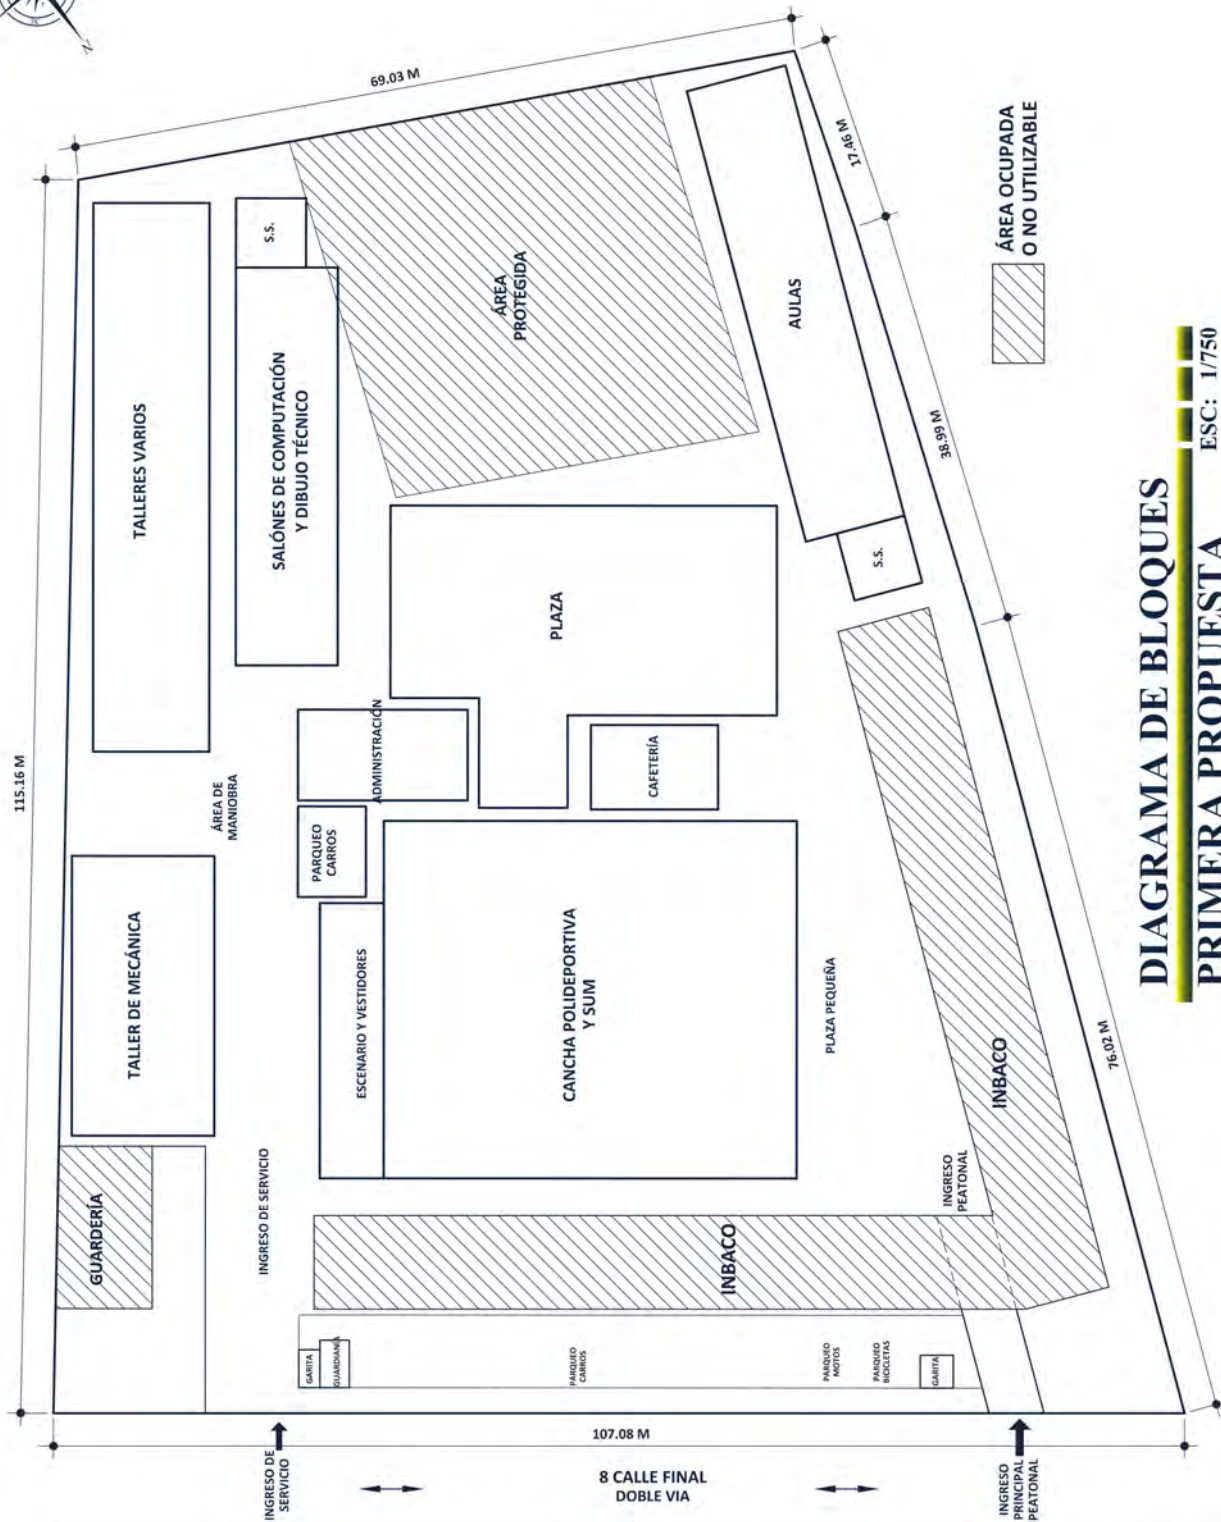 N
69.03 M
17.46 M
115.16 M
ÁREA OCUPADA
O NO UTILIZABLE
S.S.
TALLERES VARIOS
SALÓNES DE COMPUTACIÓN
Y DIBUJO TÉCNICO
ÁREA
PROTEGIDA
AULAS
38.99 M
S.S.
PLAZA
ADMINISTRACIÓN
CAFETERÍA
ÁREA DE
MANIOBRA
PARQUEO
CARROS
TALLER DE MECÁNICA
ESCENARIO Y VESTIDORES
CANCHA POLIDEPORTIVA
Y SUM
PLAZA PEQUEÑA
INBACO
76.02 M
GUARDERÍA
INGRESO DE SERVICIO
INBACO
INGRESO
PEATONAL
GARITA
GUARDIANÍA
PARQUEO
CARROS
PARQUEO
MOTOS
PARQUEO
BICICLETAS
GARITA
107.08 M
INGRESO DE
SERVICIO
8 CALLE FINAL
DOBLE VIA
INGRESO
PRINCIPAL
PEATONAL
DIAGRAMA DE BLOQUES
PRIMERA PROPUESTA
ESC: 1/750